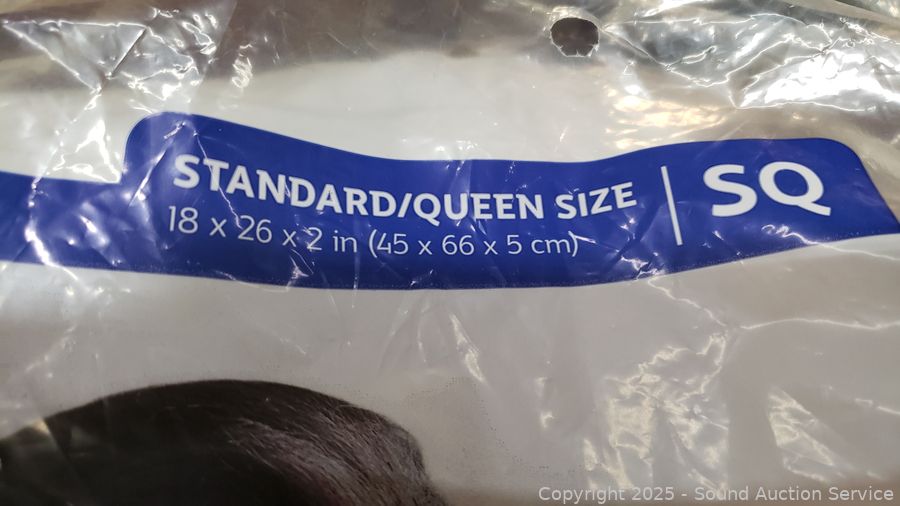 STANDARD/QUEEN SIZE | SQ
18 x 26 x 2 in (45 x 66 x 5 cm)
Copyright 2025 - Sound Auction Service